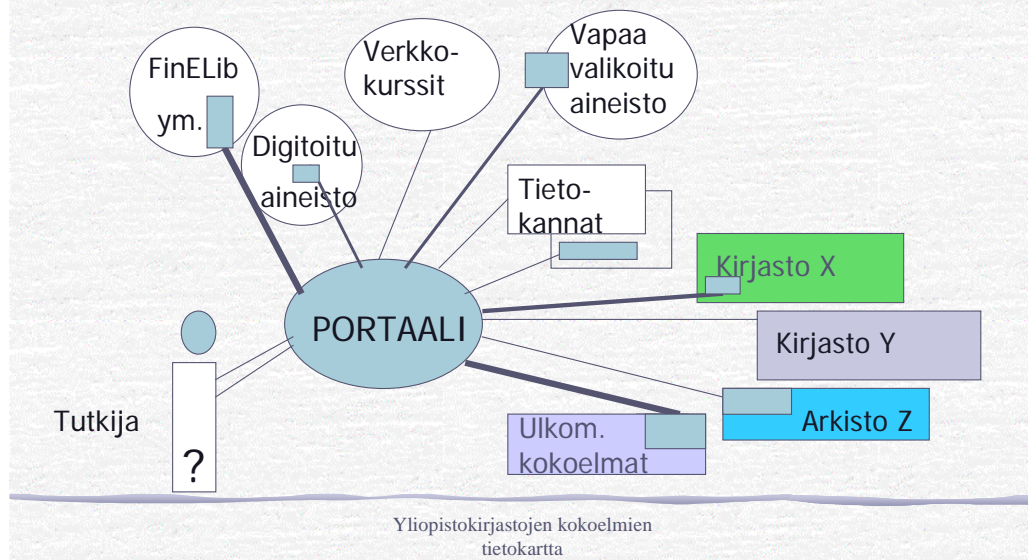 FinELib
ym.
Digitoitu
aineisto
Verkko-
kurssit
Vapaa
valikoitu
aineisto
Tieto-
kannat
Kirjasto X
Kirjasto Y
Arkisto Z
Ulkom.
kokoelmat
PORTAALI
Tutkija
?
Yliopistokirjastojen kokoelmien
tietokartta